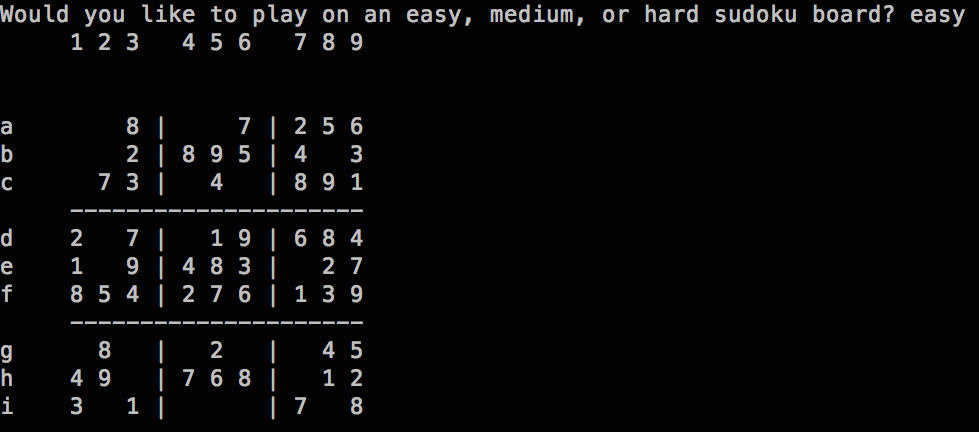 Would you like to play on an easy, medium, or hard sudoku board? easy
     1 2 3   4 5 6   7 8 9
a        8 |     7 | 2 5 6
b        2 | 8 9 5 | 4   3
c      7 3 |   4   | 8 9 1
     ---------------------
d    2   7 |   1 9 | 6 8 4
e    1   9 | 4 8 3 |   2 7
f    8 5 4 | 2 7 6 | 1 3 9
     ---------------------
g      8   |   2   |   4 5
h    4 9   | 7 6 8 |   1 2
i    3   1 |       | 7   8